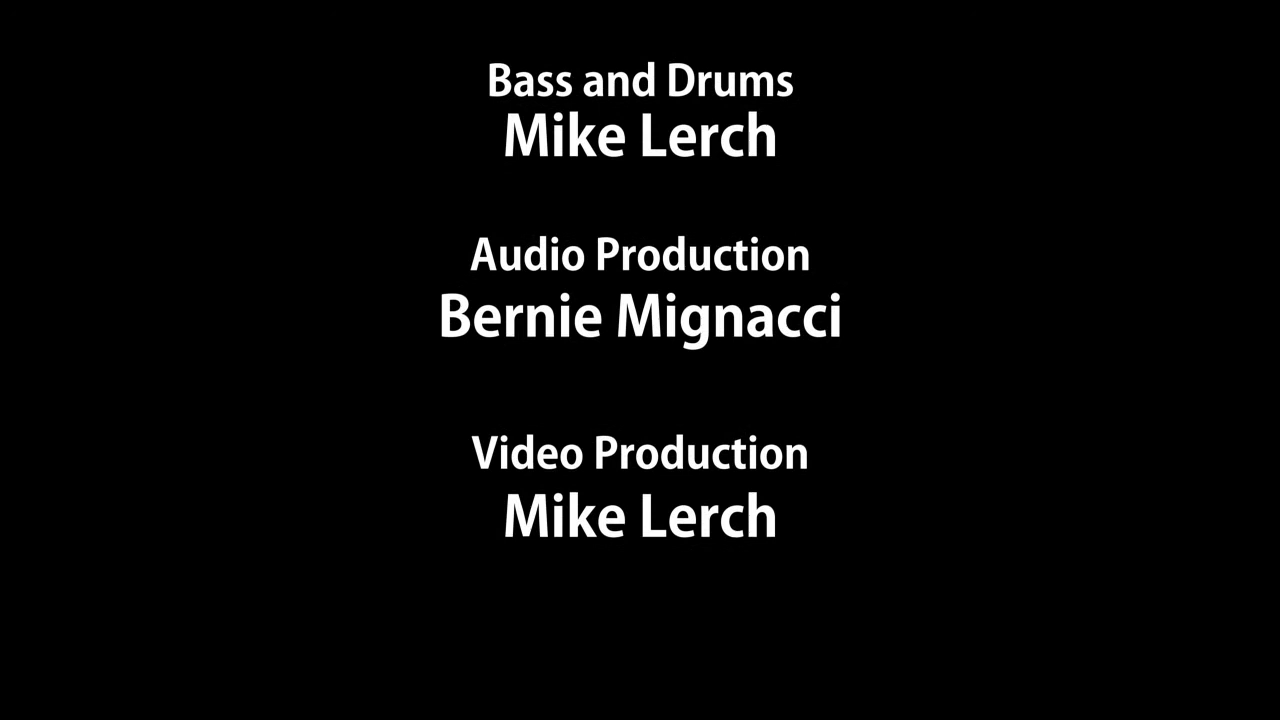 Bass and Drums
Mike Lerch
Audio Production
Bernie Mignacci
Video Production
Mike Lerch